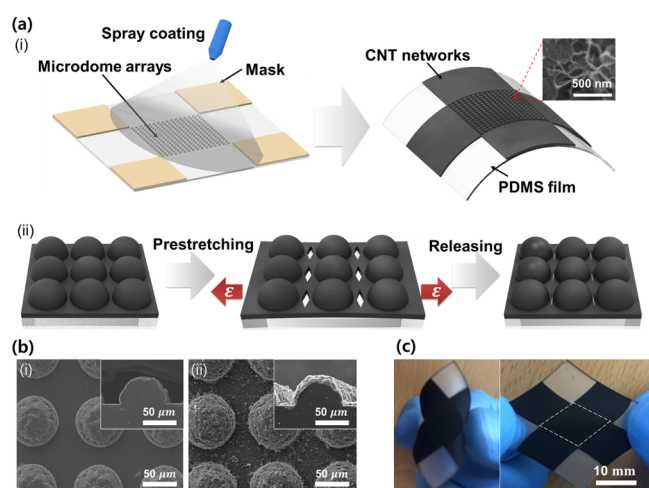 (a)
(i)
Spray coating
Microdome arrays
Mask
CNT networks
500 nm
PDMS film
(ii)
Prestretching
Releasing
ε
ε
(b)
(i)
50 μm
50 μm
(ii)
50 μm
50 μm
(c)
10 mm